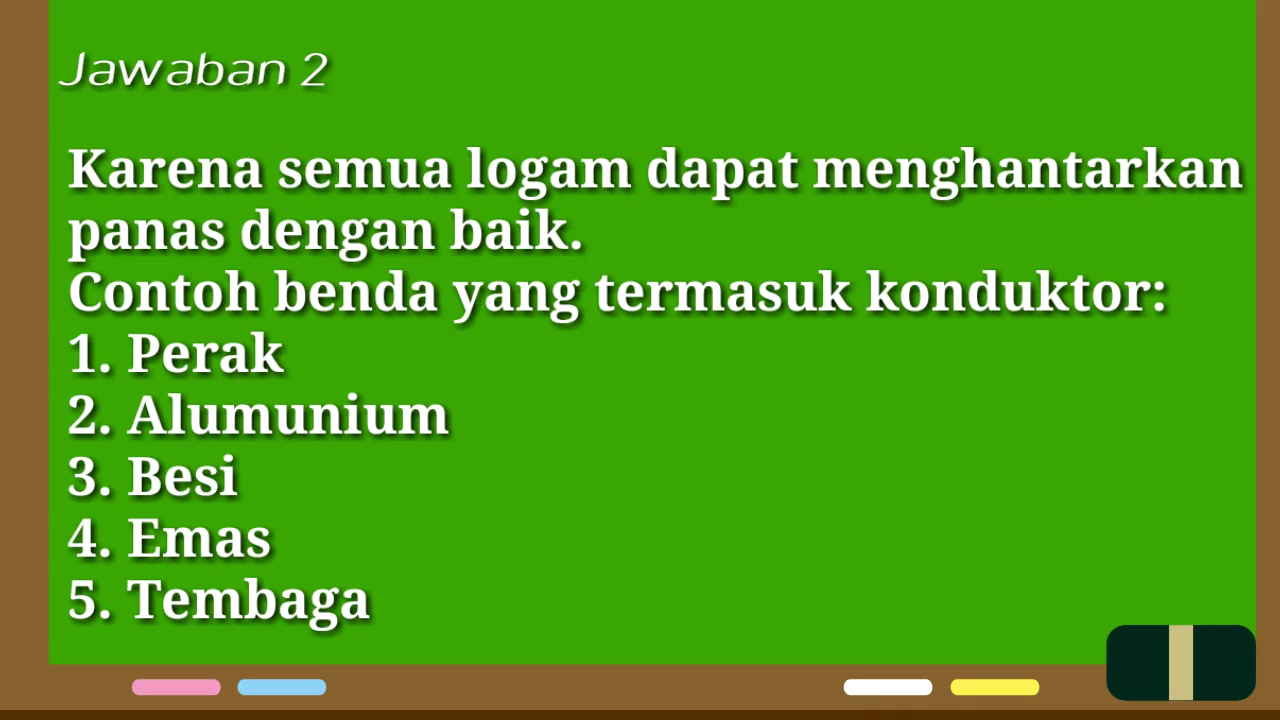 Jawaban 2
Karena semua logam dapat menghantarkan
panas dengan baik.
Contoh benda yang termasuk konduktor:
1. Perak
2. Alumunium
3. Besi
4. Emas
5. Tembaga